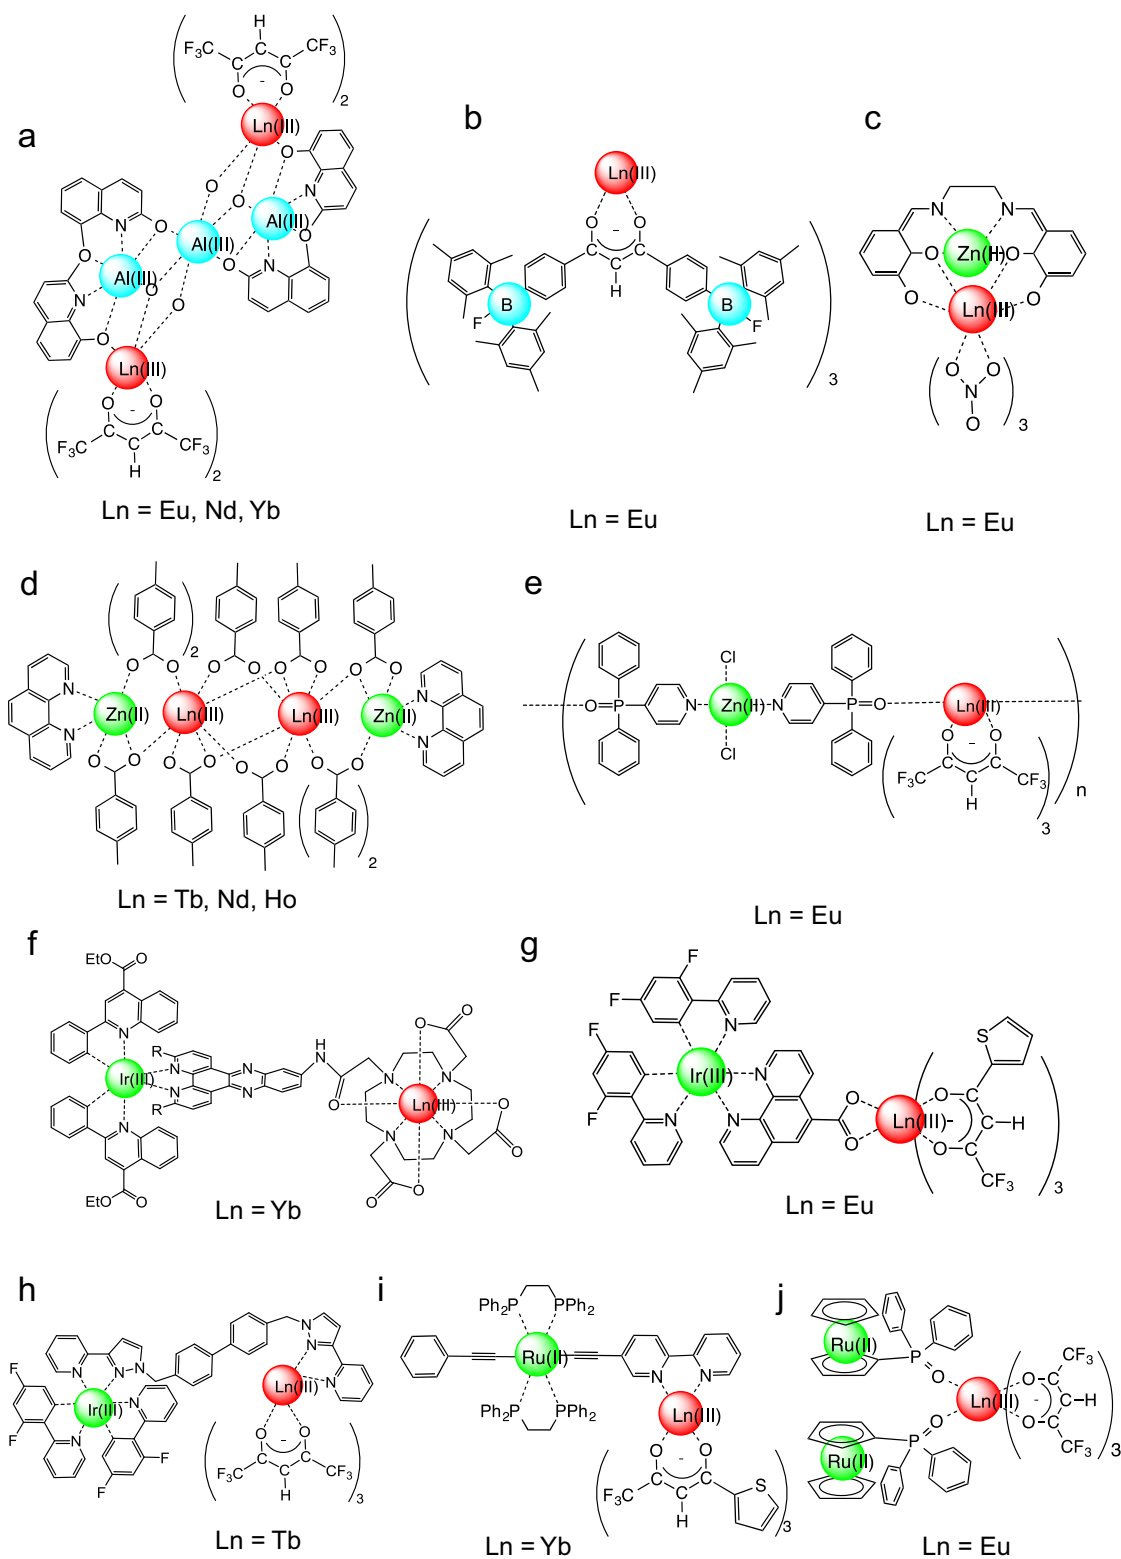 a
H
F₃C C CF₃
C C
O - O
2
Ln(III)
O
N
O
O
O
N
Al(III)
O
Al(III)
O
N
O
O
Al(III)
O
N
O
O
O
Ln(III)
O - O
F₃C C C CF₃
C
H
2
Ln = Eu, Nd, Yb
b
Ln(III)
O O
C - C
C
H
B
F
B
F
3
Ln = Eu
c
N N
Zn(II)
O O
O O
Ln(III)
O O
N
O
3
Ln = Eu
d
2
O O O O O O O O
N
N
Zn(II) Ln(III) Ln(III) Zn(II)
N
N
O O O O O O O O
2
Ln = Tb, Nd, Ho
e
Cl
O=P N Zn(II) N P=O
Cl
Ln(III)
O - O
F₃C C C CF₃
C
H
3
n
Ln = Eu
f
EtO O
N
Ir(III)
R
N
N
R
N
N
H
N
O
N
EtO O
O O
N N
Ln(III)
O
O
N N
O
O
Ln = Yb
g
F
F
N
F
F
Ir(III)
N
N
N
O
O
Ln(III)
S
O C
- C–H
O C
CF₃
3
Ln = Eu
h
N N
N
Ir(III)
N
N
F
F
F
F
N
N
Ln(III)
N
O - O
F₃C C C CF₃
C
H
3
Ln = Tb
i
Ph₂P PPh₂
Ru(II)
Ph₂P PPh₂
N N
Ln(III)
O - O
F₃C C C S
C
H
3
Ln = Yb
j
Ru(II)
P
O
Ln(III)
O C CF₃
- C–H
O C
CF₃
3
O
P
Ru(II)
Ln = Eu